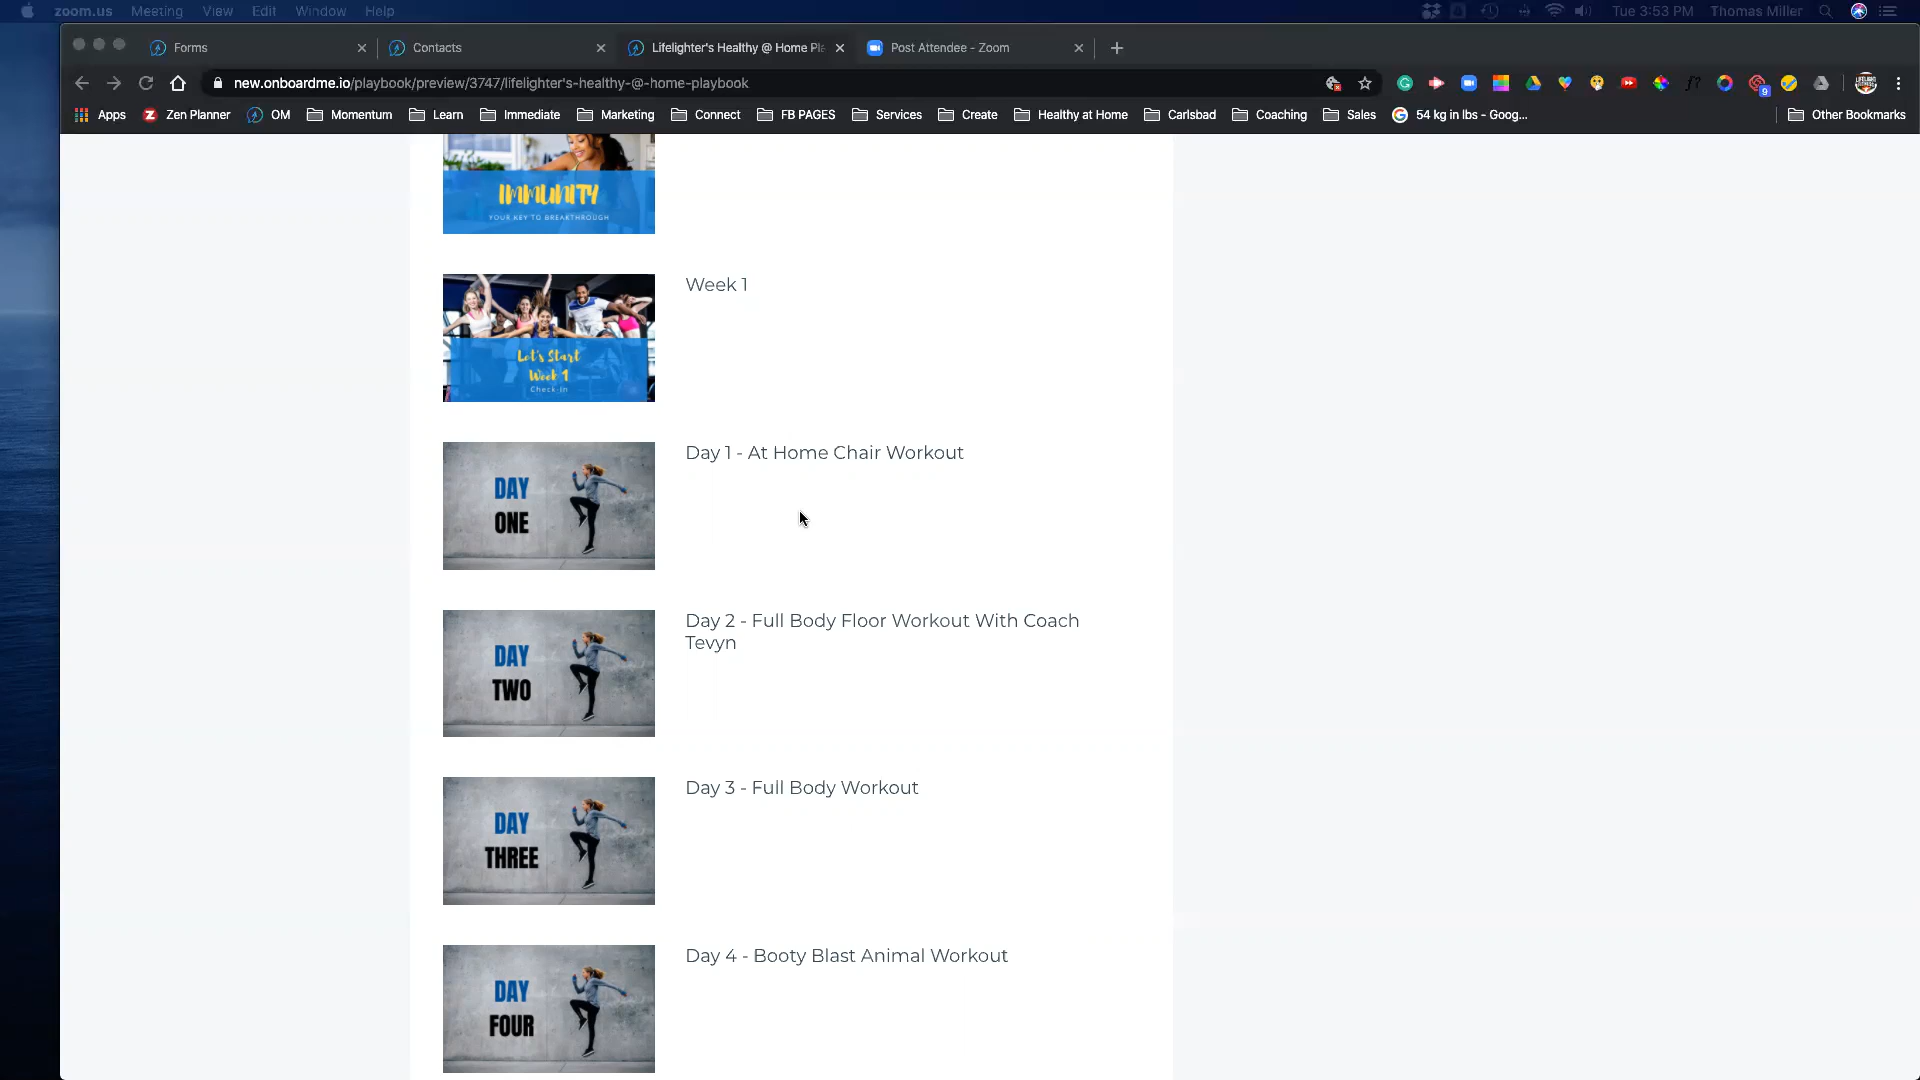 zoom.us Meeting View Edit Window Help Tue 3:53 PM Thomas Miller
Forms Contacts Lifelighter's Healthy @ Home Pl Post Attendee - Zoom
new.onboardme.io/playbook/preview/3747/lifelighter's-healthy-@-home-playbook
Apps Zen Planner OM Momentum Learn Immediate Marketing Connect FB PAGES Services Create Healthy at Home Carlsbad Coaching Sales 54 kg in lbs - Goog... Other Bookmarks
IMMUNITY
YOUR KEY TO BREAKTHROUGH
Week 1
Let's Start
Week 1
Check-In
Day 1 - At Home Chair Workout
DAY
ONE
Day 2 - Full Body Floor Workout With Coach
Tevyn
DAY
TWO
Day 3 - Full Body Workout
DAY
THREE
Day 4 - Booty Blast Animal Workout
DAY
FOUR